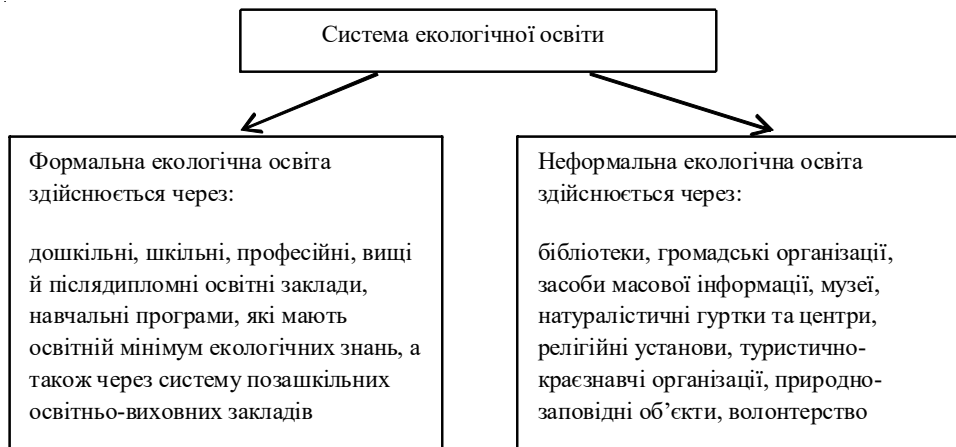 Система екологічної освіти
Формальна екологічна освіта
здійснюється через:
дошкільні, шкільні, професійні, вищі
й післядипломні освітні заклади,
навчальні програми, які мають
освітній мінімум екологічних знань, а
також через систему позашкільних
освітньо-виховних закладів
Неформальна екологічна освіта
здійснюється через:
бібліотеки, громадські організації,
засоби масової інформації, музеї,
натуралістичні гуртки та центри,
релігійні установи, туристично-
краєзнавчі організації, природно-
заповідні об’єкти, волонтерство